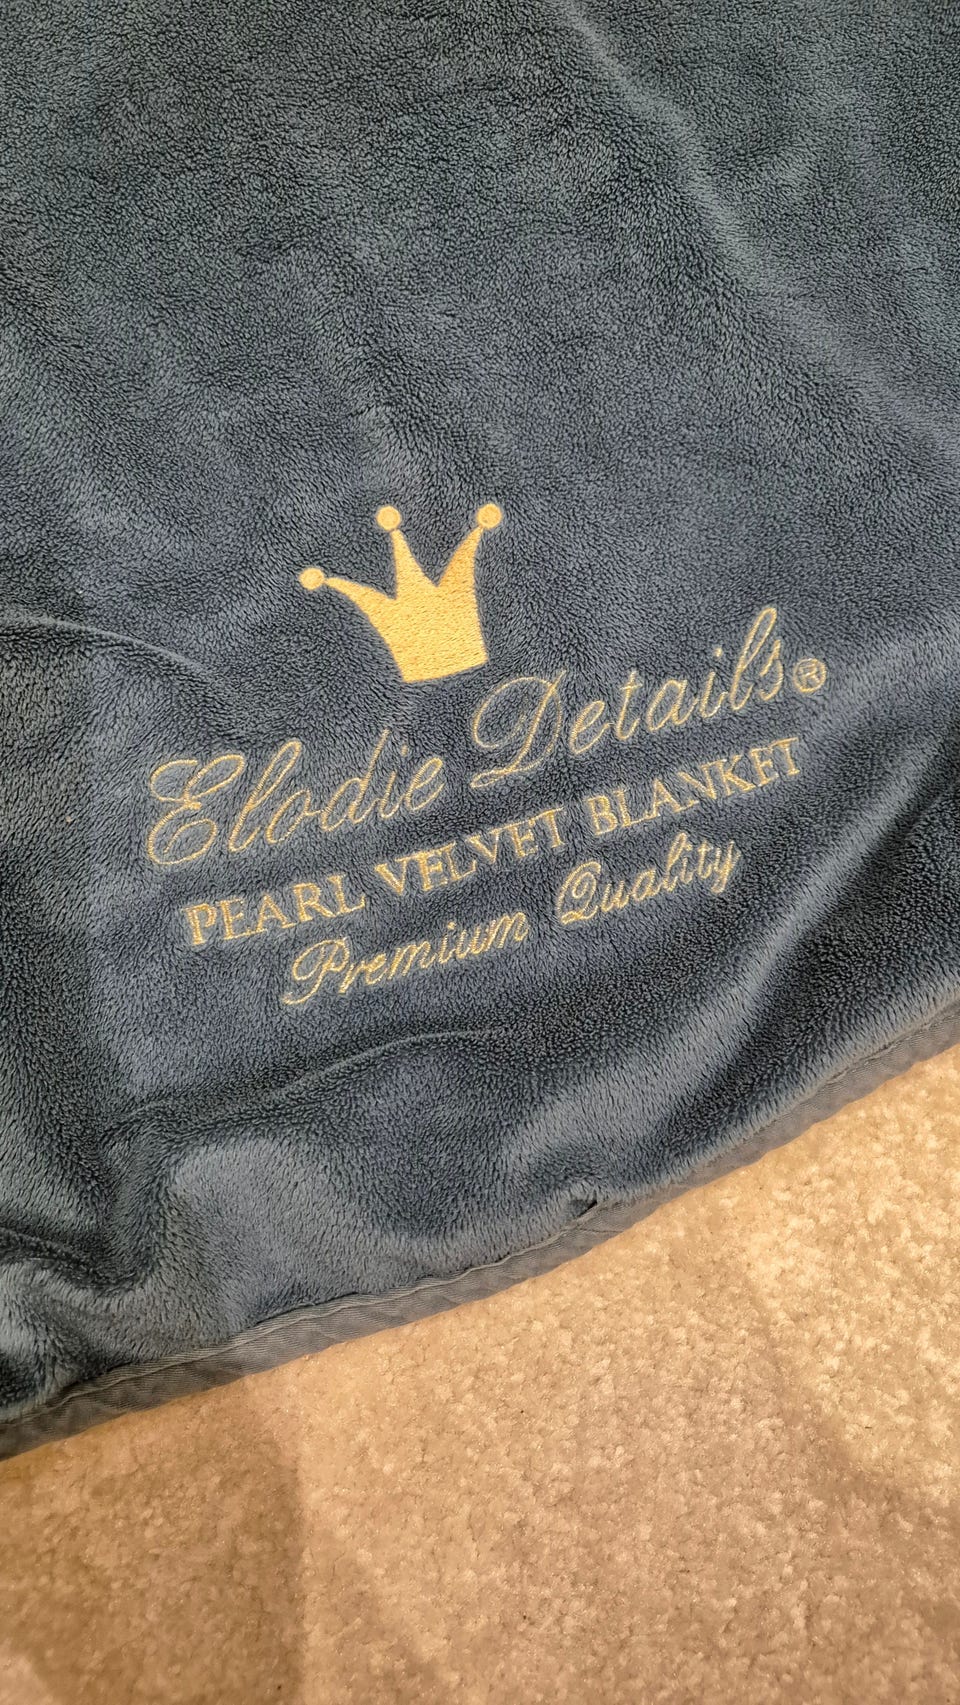 Elodie Details®
PEARL VELVET BLANKET
Premium Quality